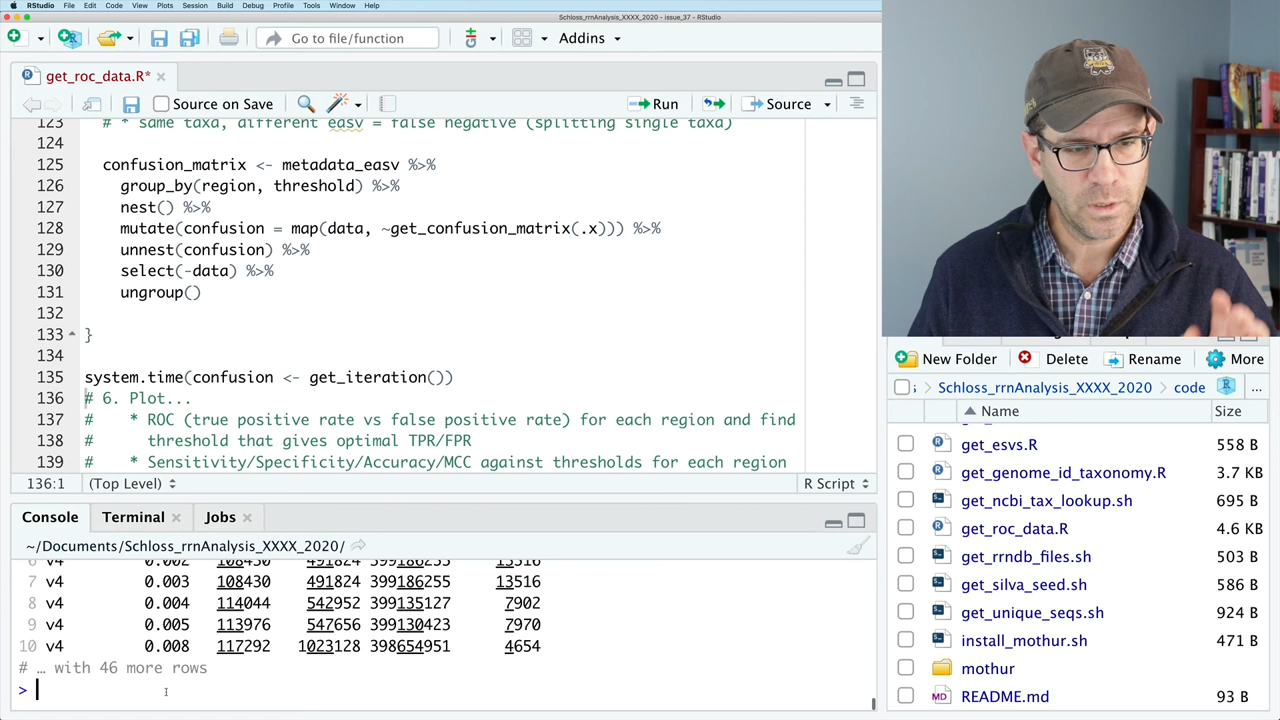 RStudio File Edit Code View Plots Session Build Debug Profile Tools Window Help
Schloss_rrnAnalysis_XXXX_2020 - issue_37 - RStudio
Go to file/function Addins
get_roc_data.R*
Source on Save Run Source
123 # * same taxa, different easv = false negative (splitting single taxa)
124
125 confusion_matrix <- metadata_easv %>%
126 group_by(region, threshold) %>%
127 nest() %>%
128 mutate(confusion = map(data, ~get_confusion_matrix(.x))) %>%
129 unnest(confusion) %>%
130 select(-data) %>%
131 ungroup()
132
133 }
134
135 system.time(confusion <- get_iteration())
136 # 6. Plot...
137 # * ROC (true positive rate vs false positive rate) for each region and find
138 # threshold that gives optimal TPR/FPR
139 # * Sensitivity/Specificity/Accuracy/MCC against thresholds for each region
136:1 (Top Level) R Script
Console Terminal Jobs
~/Documents/Schloss_rrnAnalysis_XXXX_2020/
6 v4 0.002 108430 491824 399186255 13516
7 v4 0.003 108430 491824 399186255 13516
8 v4 0.004 114044 542952 399135127 7902
9 v4 0.005 113976 547656 399130423 7970
10 v4 0.008 117292 1023128 398654951 4654
# … with 46 more rows
>
New Folder Delete Rename More
Schloss_rrnAnalysis_XXXX_2020 code ...
Name Size
get_esvs.R 558 B
get_genome_id_taxonomy.R 3.7 KB
get_ncbi_tax_lookup.sh 695 B
get_roc_data.R 4.6 KB
get_rrndb_files.sh 503 B
get_silva_seed.sh 586 B
get_unique_seqs.sh 924 B
install_mothur.sh 471 B
mothur
README.md 93 B